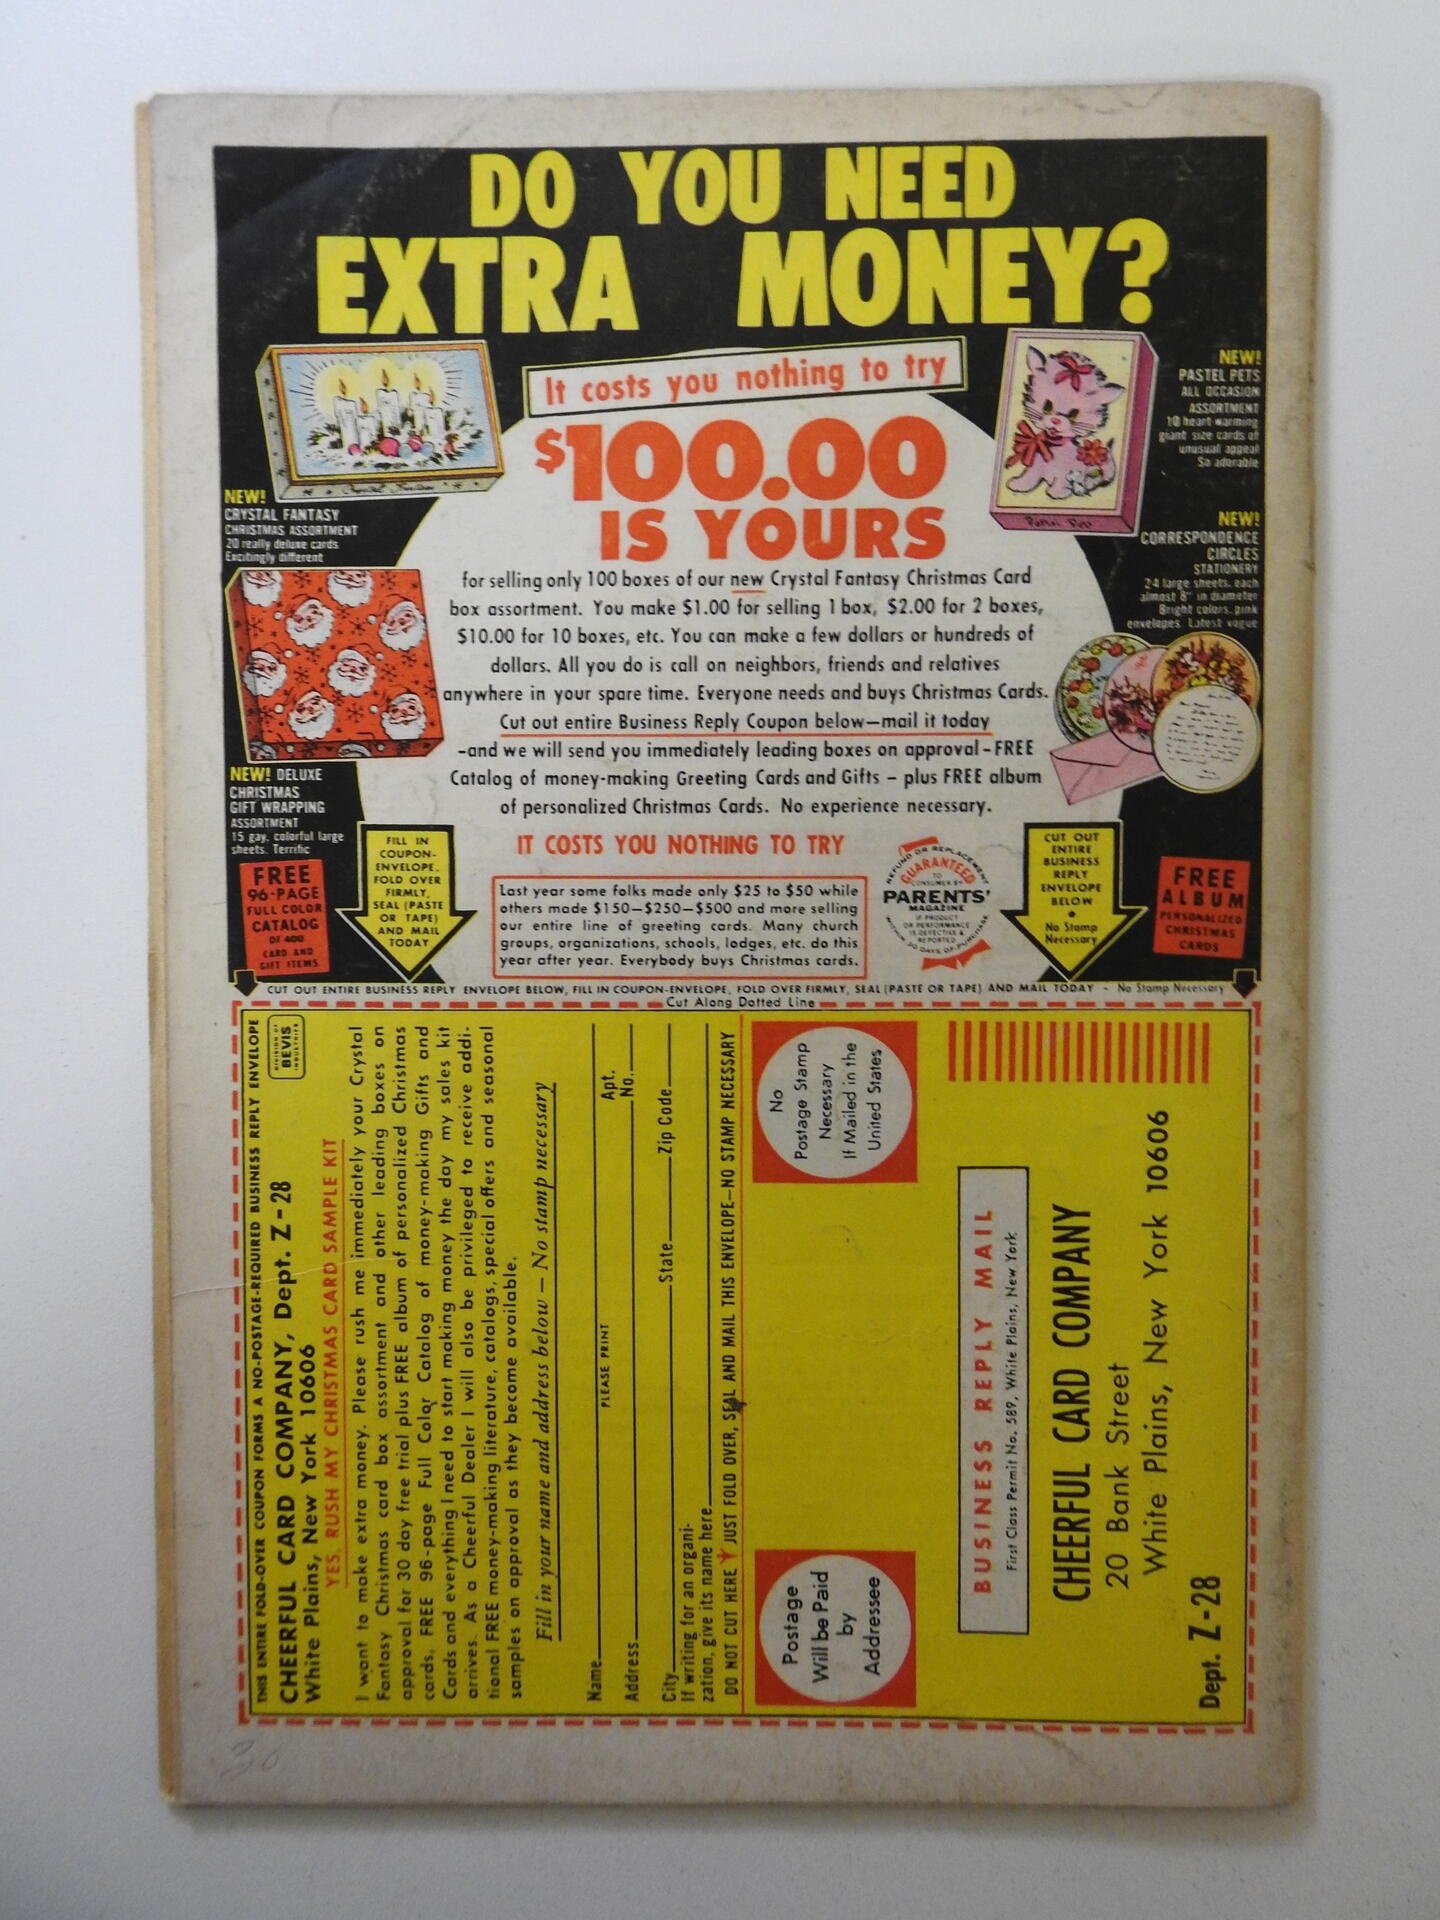 DO YOU NEED
EXTRA MONEY?
It costs you nothing to try
$100.00
IS YOURS
NEW!
CRYSTAL FANTASY
CHRISTMAS ASSORTMENT
20 really deluxe cards
Excitingly different
NEW!
PASTEL PETS
ALL OCCASION
ASSORTMENT
10 heart warming
giant size cards of
unusual appeal
So adorable
NEW!
CORRESPONDENCE
CIRCLES
STATIONERY
24 large sheets, each
almost 8" in diameter
Bright colors, pink
envelopes. Latest vogue
for selling only 100 boxes of our new Crystal Fantasy Christmas Card
box assortment. You make $1.00 for selling 1 box, $2.00 for 2 boxes,
$10.00 for 10 boxes, etc. You can make a few dollars or hundreds of
dollars. All you do is call on neighbors, friends and relatives
anywhere in your spare time. Everyone needs and buys Christmas Cards.
Cut out entire Business Reply Coupon below—mail it today
-and we will send you immediately leading boxes on approval-FREE
Catalog of money-making Greeting Cards and Gifts - plus FREE album
of personalized Christmas Cards. No experience necessary.
NEW! DELUXE
CHRISTMAS
GIFT WRAPPING
ASSORTMENT
15 gay, colorful large
sheets. Terrific
FREE
96-PAGE
FULL COLOR
CATALOG
OF 400
CARD AND
GIFT ITEMS
FILL IN
COUPON-
ENVELOPE,
FOLD OVER
FIRMLY,
SEAL (PASTE
OR TAPE)
AND MAIL
TODAY
IT COSTS YOU NOTHING TO TRY
Last year some folks made only $25 to $50 while
others made $150—$250—$500 and more selling
our entire line of greeting cards. Many church
groups, organizations, schools, lodges, etc. do this
year after year. Everybody buys Christmas cards.
REFUND OR REPLACEMENT
GUARANTEED
TO
CONSUMER BY
PARENTS'
MAGAZINE
IF PRODUCT
OR PERFORMANCE
IS DEFECTIVE &
REPORTED
WITHIN 30 DAYS OF PURCHASE
CUT OUT
ENTIRE
BUSINESS
REPLY
ENVELOPE
BELOW
•
No Stamp
Necessary
FREE
ALBUM
PERSONALIZED
CHRISTMAS
CARDS
CUT OUT ENTIRE BUSINESS REPLY ENVELOPE BELOW, FILL IN COUPON-ENVELOPE, FOLD OVER FIRMLY, SEAL (PASTE OR TAPE) AND MAIL TODAY - No Stamp Necessary
Cut Along Dotted Line
THIS ENTIRE FOLD-OVER COUPON FORMS A NO-POSTAGE-REQUIRED BUSINESS REPLY ENVELOPE
CHEERFUL CARD COMPANY, Dept. Z-28
White Plains, New York 10606
DIVISION OF
BEVIS
INDUSTRIES
YES, RUSH MY CHRISTMAS CARD SAMPLE KIT
I want to make extra money. Please rush me immediately your Crystal
Fantasy Christmas card box assortment and other leading boxes on
approval for 30 day free trial plus FREE album of personalized Christmas
cards, FREE 96-page Full Color Catalog of money-making Gifts and
Cards and everything I need to start making money the day my sales kit
arrives. As a Cheerful Dealer I will also be privileged to receive addi-
tional FREE money-making literature, catalogs, special offers and seasonal
samples on approval as they become available.
Fill in your name and address below — No stamp necessary
Name
PLEASE PRINT
Address
Apt.
No.
City
State
Zip Code
If writing for an organi-
zation, give its name here
DO NOT CUT HERE JUST FOLD OVER, SEAL AND MAIL THIS ENVELOPE—NO STAMP NECESSARY
Postage
Will be Paid
by
Addressee
No
Postage Stamp
Necessary
If Mailed in the
United States
BUSINESS REPLY MAIL
First Class Permit No. 589, White Plains, New York
CHEERFUL CARD COMPANY
20 Bank Street
White Plains, New York 10606
Dept. Z-28
30